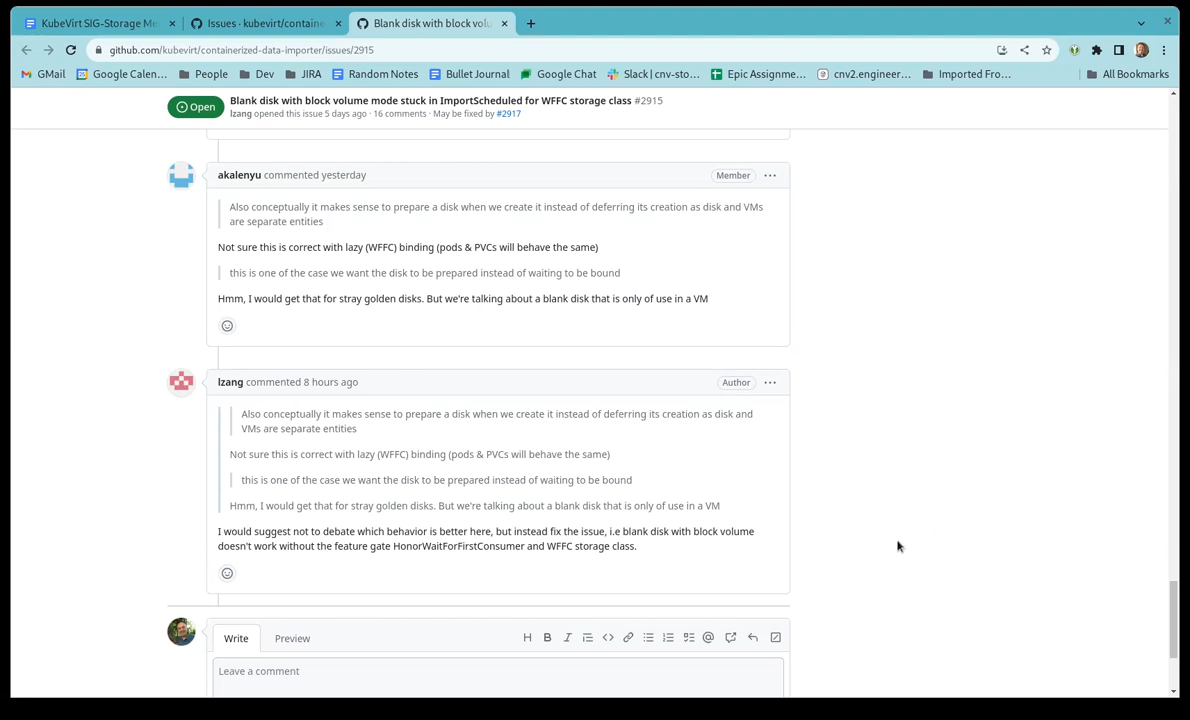 KubeVirt SIG-Storage Me
Issues · kubevirt/containe
Blank disk with block volu
github.com/kubevirt/containerized-data-importer/issues/2915
GMail
Google Calen...
People
Dev
JIRA
Random Notes
Bullet Journal
Google Chat
Slack | cnv-sto...
Epic Assignme...
cnv2.engineer...
Imported Fro...
All Bookmarks
Open
Blank disk with block volume mode stuck in ImportScheduled for WFFC storage class #2915
lzang opened this issue 5 days ago · 16 comments · May be fixed by #2917
akalenyu commented yesterday
Member
Also conceptually it makes sense to prepare a disk when we create it instead of deferring its creation as disk and VMs
are separate entities
Not sure this is correct with lazy (WFFC) binding (pods & PVCs will behave the same)
this is one of the case we want the disk to be prepared instead of waiting to be bound
Hmm, I would get that for stray golden disks. But we're talking about a blank disk that is only of use in a VM
lzang commented 8 hours ago
Author
Also conceptually it makes sense to prepare a disk when we create it instead of deferring its creation as disk and
VMs are separate entities
Not sure this is correct with lazy (WFFC) binding (pods & PVCs will behave the same)
this is one of the case we want the disk to be prepared instead of waiting to be bound
Hmm, I would get that for stray golden disks. But we're talking about a blank disk that is only of use in a VM
I would suggest not to debate which behavior is better here, but instead fix the issue, i.e blank disk with block volume
doesn't work without the feature gate HonorWaitForFirstConsumer and WFFC storage class.
Write
Preview
Leave a comment